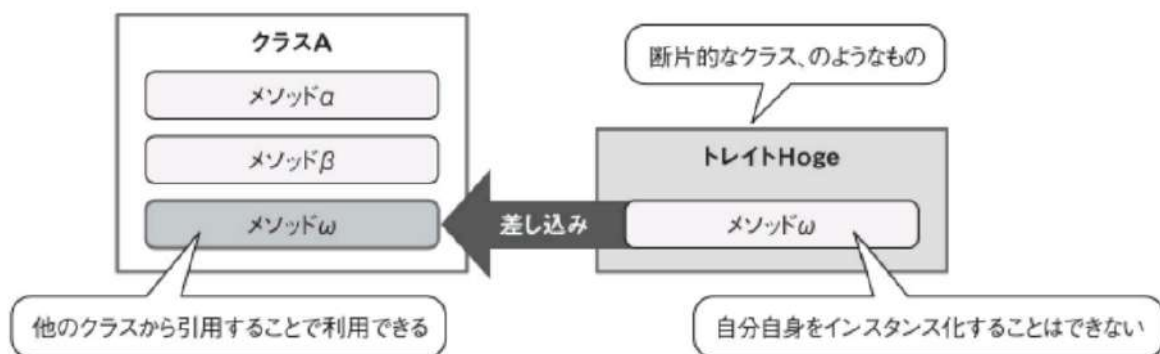 クラスA
メソッドα
メソッドβ
メソッドω
断片的なクラス、のようなもの
トレイトHoge
メソッドω
差し込み
他のクラスから引用することで利用できる
自分自身をインスタンス化することはできない